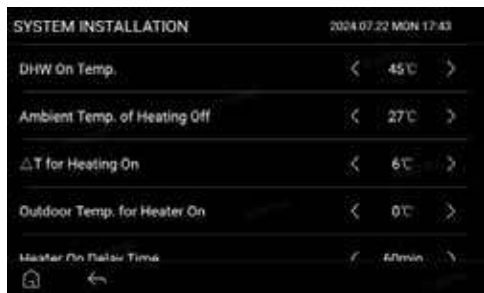 SYSTEM INSTALLATION 2024.07.22 MON 17:43
DHW On Temp. < 45℃ >
Ambient Temp. of Heating Off < 27℃ >
△T for Heating On < 6℃ >
Outdoor Temp. for Heater On < 0℃ >
Heater On Delay Time < 60min >